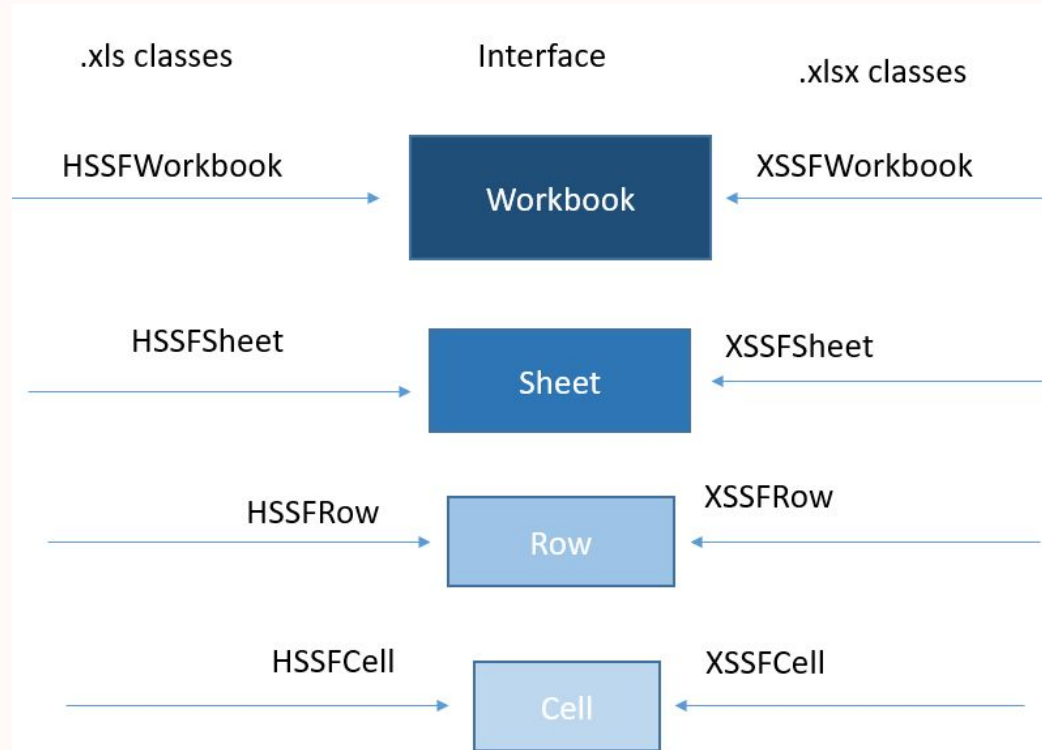 .xls classes
Interface
.xlsx classes
HSSFWorkbook
Workbook
XSSFWorkbook
HSSFSheet
Sheet
XSSFSheet
HSSFRow
Row
XSSFRow
HSSFCell
Cell
XSSFCell